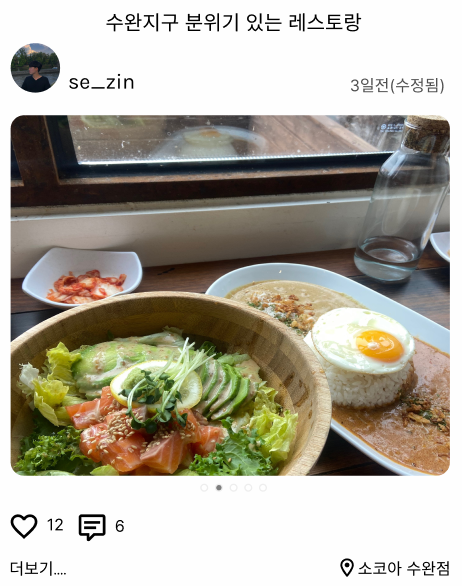 수완지구 분위기 있는 레스토랑
se_zin
3일전(수정됨)
12
6
더보기....
소코아 수완점